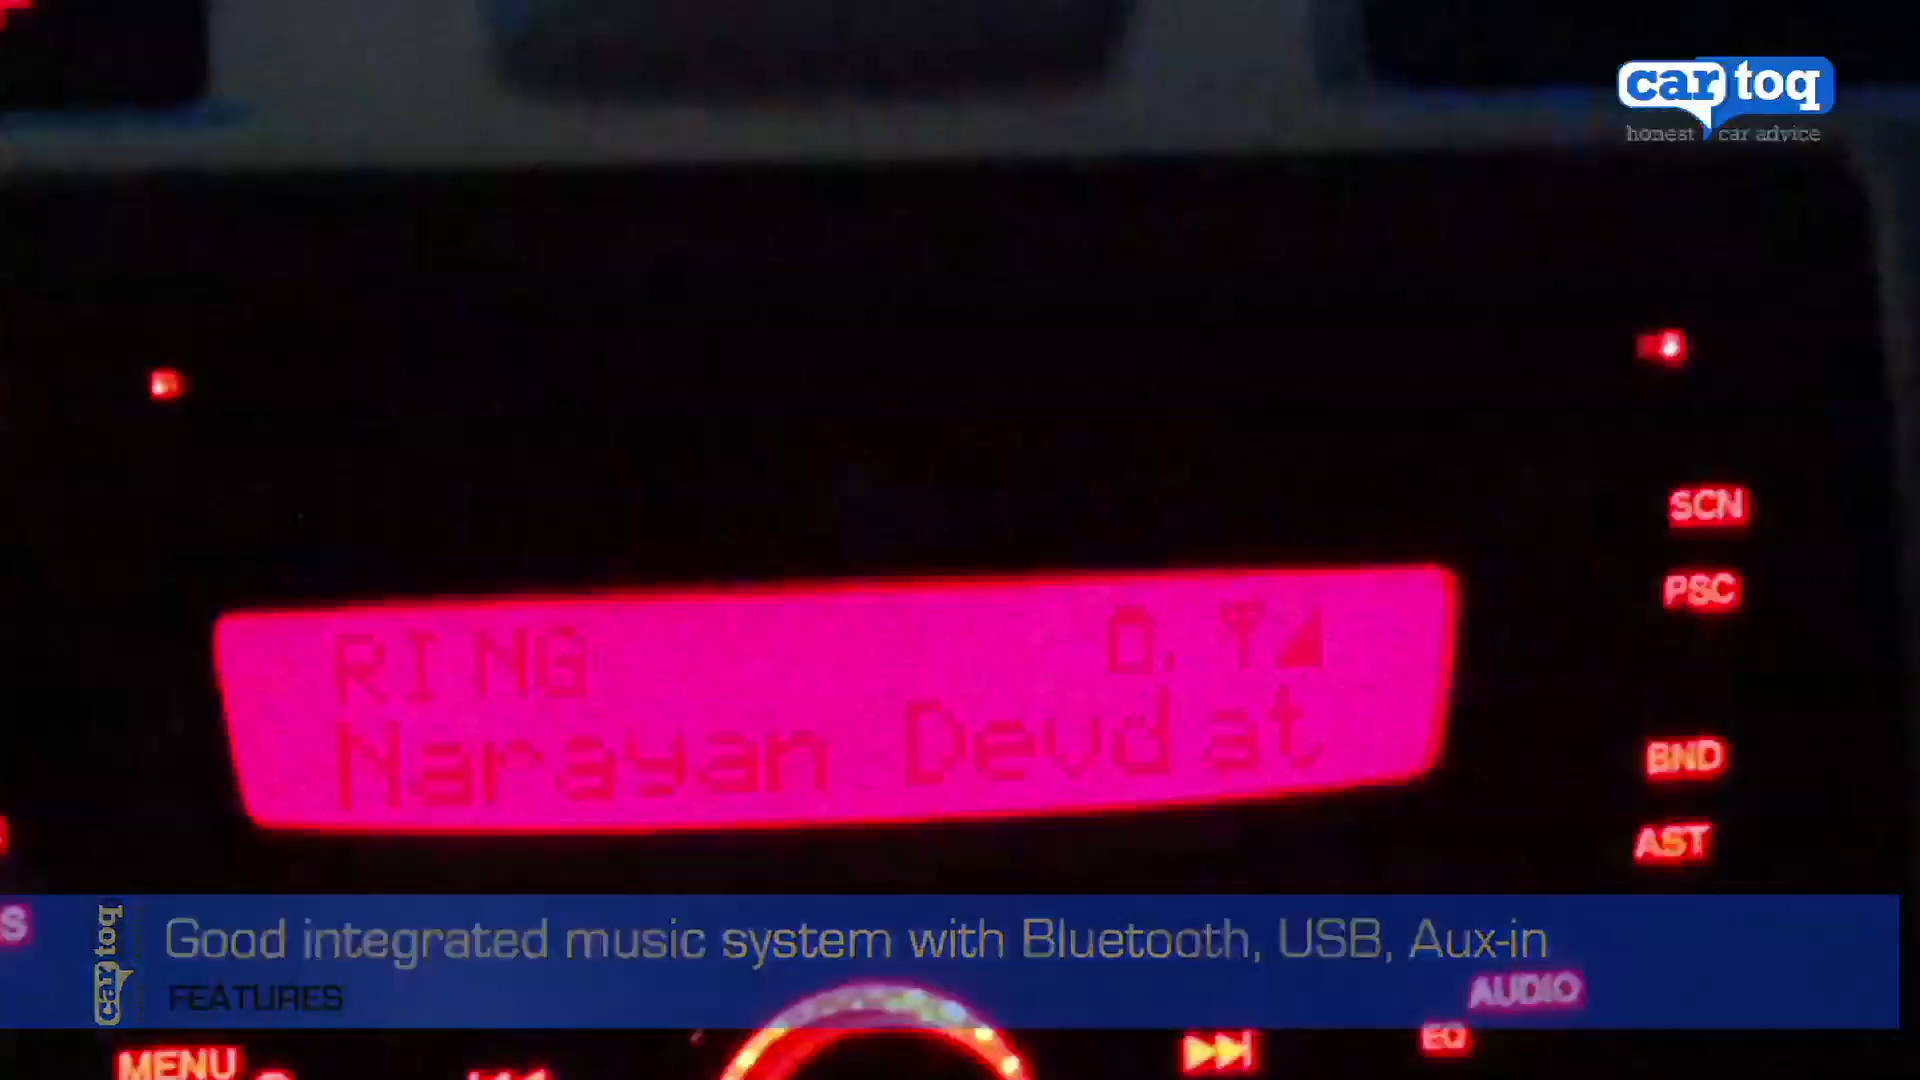 cartoq
honest car advice
SCN
PSC
RING
Narayan Devdat
BND
AST
S
cartoq
Good integrated music system with Bluetooth, USB, Aux-in
FEATURES
AUDIO
EQ
MENU